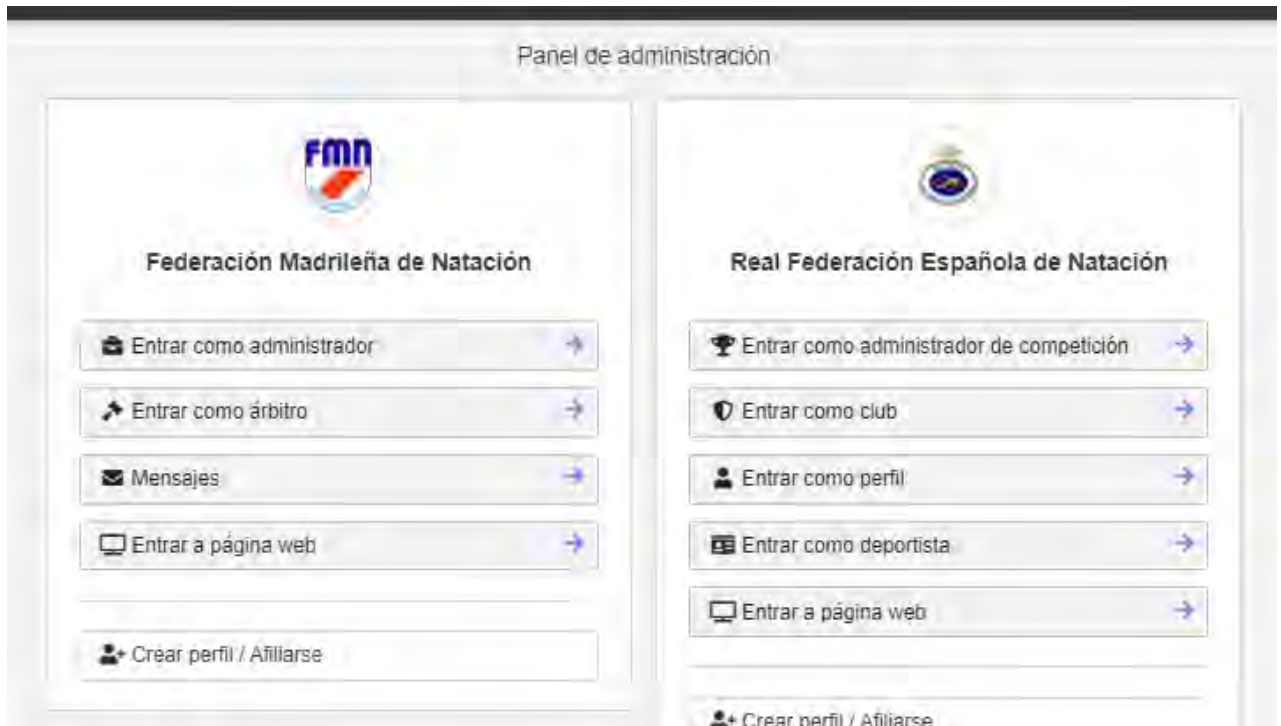 Panel de administración
FMN
Federación Madrileña de Natación
Entrar como administrador
Entrar como árbitro
Mensajes
Entrar a página web
Crear perfil / Afiliarse
Real Federación Española de Natación
Entrar como administrador de competición
Entrar como club
Entrar como perfil
Entrar como deportista
Entrar a página web
Crear perfil / Afiliarse